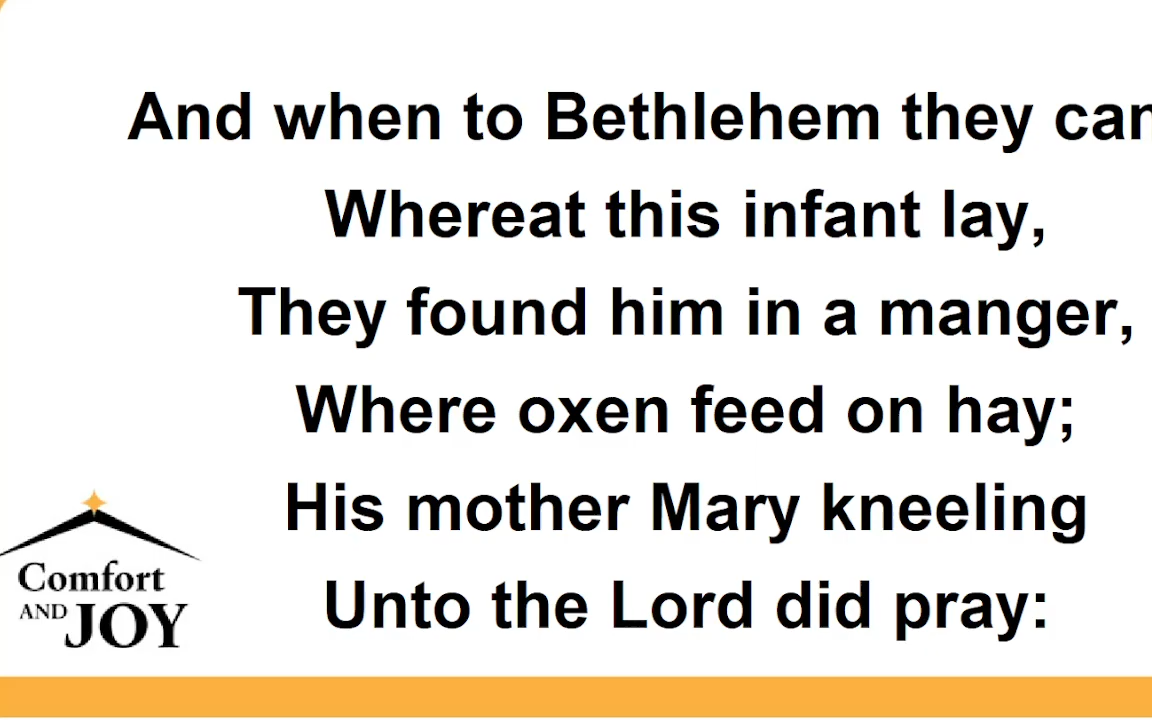 And when to Bethlehem they
Whereat this infant lay,
They found him in a manger,
Where oxen feed on hay;
His mother Mary kneeling
Unto the Lord did pray:
Comfort
AND JOY